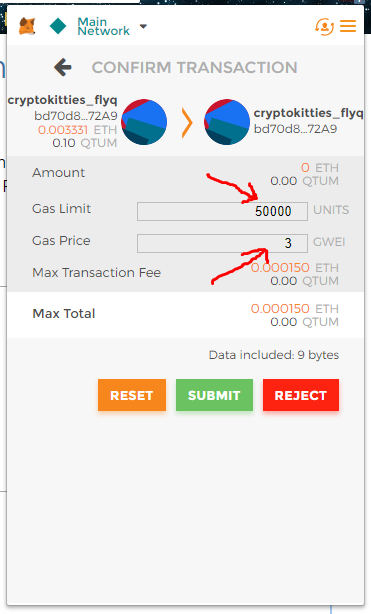 Main
Network
CONFIRM TRANSACTION
cryptokitties_flyq
bd70d8...72A9
0.003331 ETH
0.10 QTUM
cryptokitties_flyq
bd70d8...72A9
Amount
0 ETH
0.00 QTUM
Gas Limit
50000 UNITS
Gas Price
3 GWEI
Max Transaction Fee
0.000150 ETH
0.00 QTUM
Max Total
0.000150 ETH
0.00 QTUM
Data included: 9 bytes
RESET SUBMIT REJECT